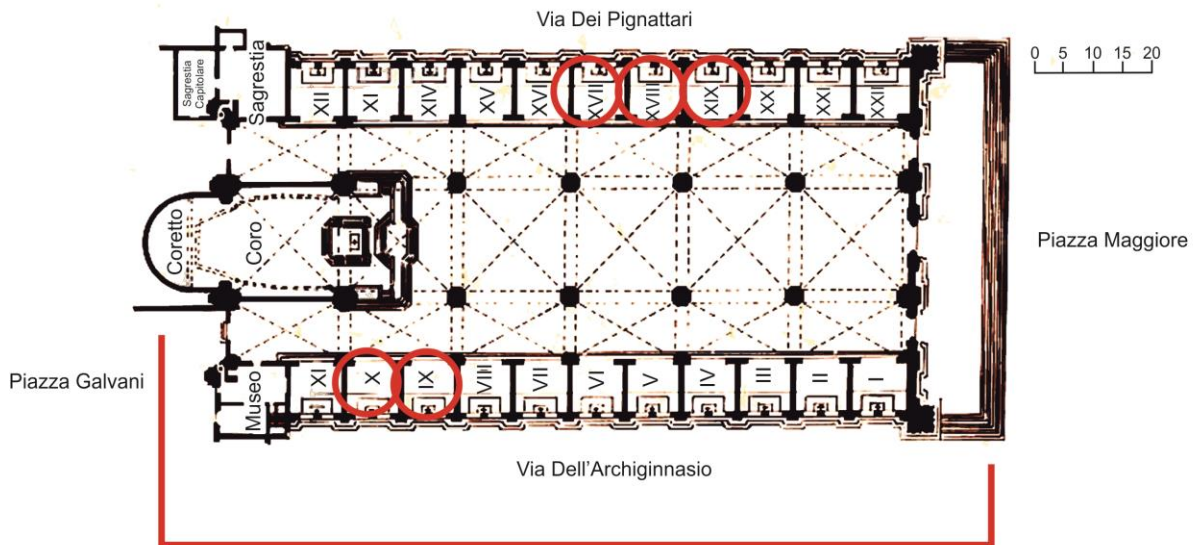 Via Dei Pignattari
0 5 10 15 20
Sagrestia
Capitolare
Sagrestia
XII
XI
XIV
XV
XVI
XVII
XVIII
XIX
XX
XXI
XXII
Coretto
Coro
Piazza Maggiore
Piazza Galvani
Museo
XI
X
IX
VIII
VII
VI
V
IV
III
II
I
Via Dell'Archiginnasio